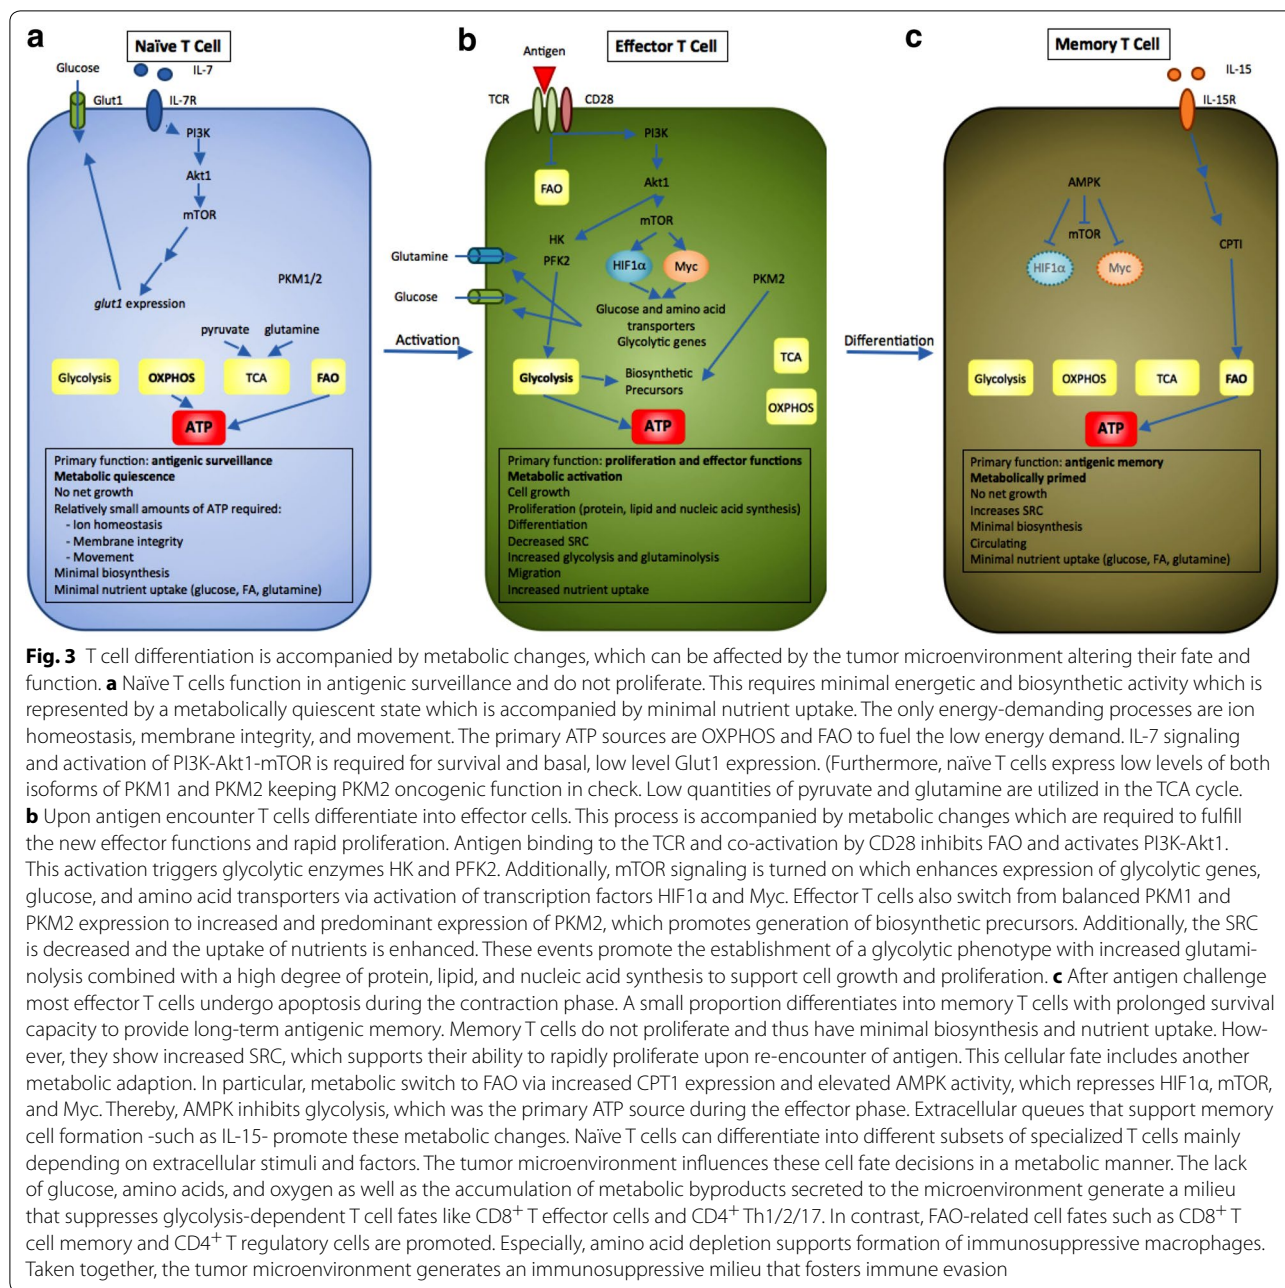 a
Naïve T Cell
Glucose
IL-7
Glut1
IL-7R
PI3K
Akt1
mTOR
PKM1/2
glut1 expression
pyruvate glutamine
Glycolysis
OXPHOS
TCA
FAO
ATP
Primary function: antigenic surveillance
Metabolic quiescence
No net growth
Relatively small amounts of ATP required:
- Ion homeostasis
- Membrane integrity
- Movement
Minimal biosynthesis
Minimal nutrient uptake (glucose, FA, glutamine)
Activation
b
Effector T Cell
Antigen
TCR
CD28
PI3K
FAO
Akt1
mTOR
HK
PFK2
Glutamine
Glucose
HIF1α
Myc
PKM2
Glucose and amino acid
transporters
Glycolytic genes
TCA
Glycolysis
Biosynthetic
Precursors
OXPHOS
ATP
Primary function: proliferation and effector functions
Metabolic activation
Cell growth
Proliferation (protein, lipid and nucleic acid synthesis)
Differentiation
Decreased SRC
Increased glycolysis and glutaminolysis
Migration
Increased nutrient uptake
Differentiation
c
Memory T Cell
IL-15
IL-15R
AMPK
mTOR
HIF1α
Myc
CPTI
Glycolysis
OXPHOS
TCA
FAO
ATP
Primary function: antigenic memory
Metabolically primed
No net growth
Increases SRC
Minimal biosynthesis
Circulating
Minimal nutrient uptake (glucose, FA, glutamine)
Fig. 3 T cell differentiation is accompanied by metabolic changes, which can be affected by the tumor microenvironment altering their fate and
function. a Naïve T cells function in antigenic surveillance and do not proliferate. This requires minimal energetic and biosynthetic activity which is
represented by a metabolically quiescent state which is accompanied by minimal nutrient uptake. The only energy-demanding processes are ion
homeostasis, membrane integrity, and movement. The primary ATP sources are OXPHOS and FAO to fuel the low energy demand. IL-7 signaling
and activation of PI3K-Akt1-mTOR is required for survival and basal, low level Glut1 expression. (Furthermore, naïve T cells express low levels of both
isoforms of PKM1 and PKM2 keeping PKM2 oncogenic function in check. Low quantities of pyruvate and glutamine are utilized in the TCA cycle.
b Upon antigen encounter T cells differentiate into effector cells. This process is accompanied by metabolic changes which are required to fulfill
the new effector functions and rapid proliferation. Antigen binding to the TCR and co-activation by CD28 inhibits FAO and activates PI3K-Akt1.
This activation triggers glycolytic enzymes HK and PFK2. Additionally, mTOR signaling is turned on which enhances expression of glycolytic genes,
glucose, and amino acid transporters via activation of transcription factors HIF1α and Myc. Effector T cells also switch from balanced PKM1 and
PKM2 expression to increased and predominant expression of PKM2, which promotes generation of biosynthetic precursors. Additionally, the SRC
is decreased and the uptake of nutrients is enhanced. These events promote the establishment of a glycolytic phenotype with increased glutami-
nolysis combined with a high degree of protein, lipid, and nucleic acid synthesis to support cell growth and proliferation. c After antigen challenge
most effector T cells undergo apoptosis during the contraction phase. A small proportion differentiates into memory T cells with prolonged survival
capacity to provide long-term antigenic memory. Memory T cells do not proliferate and thus have minimal biosynthesis and nutrient uptake. How-
ever, they show increased SRC, which supports their ability to rapidly proliferate upon re-encounter of antigen. This cellular fate includes another
metabolic adaption. In particular, metabolic switch to FAO via increased CPT1 expression and elevated AMPK activity, which represses HIF1α, mTOR,
and Myc. Thereby, AMPK inhibits glycolysis, which was the primary ATP source during the effector phase. Extracellular queues that support memory
cell formation -such as IL-15- promote these metabolic changes. Naïve T cells can differentiate into different subsets of specialized T cells mainly
depending on extracellular stimuli and factors. The tumor microenvironment influences these cell fate decisions in a metabolic manner. The lack
of glucose, amino acids, and oxygen as well as the accumulation of metabolic byproducts secreted to the microenvironment generate a milieu
that suppresses glycolysis-dependent T cell fates like CD8+ T effector cells and CD4+ Th1/2/17. In contrast, FAO-related cell fates such as CD8+ T
cell memory and CD4+ T regulatory cells are promoted. Especially, amino acid depletion supports formation of immunosuppressive macrophages.
Taken together, the tumor microenvironment generates an immunosuppressive milieu that fosters immune evasion